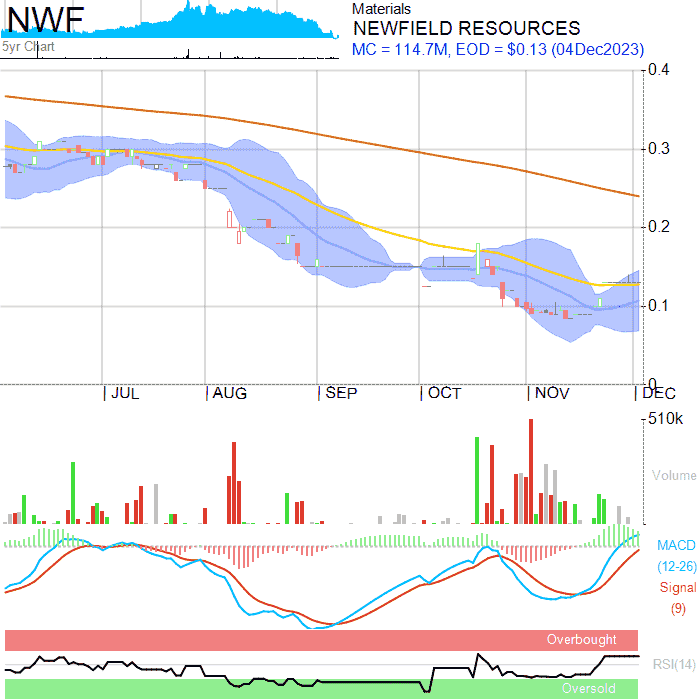 NWF
5yr Chart
Materials
NEWFIELD RESOURCES
MC = 114.7M, EOD = $0.13 (04Dec2023)
0.4
0.3
0.2
0.1
0
JUL AUG SEP OCT NOV DEC
510k
Volume
MACD
(12-26)
Signal
(9)
Overbought
RSI(14)
Oversold